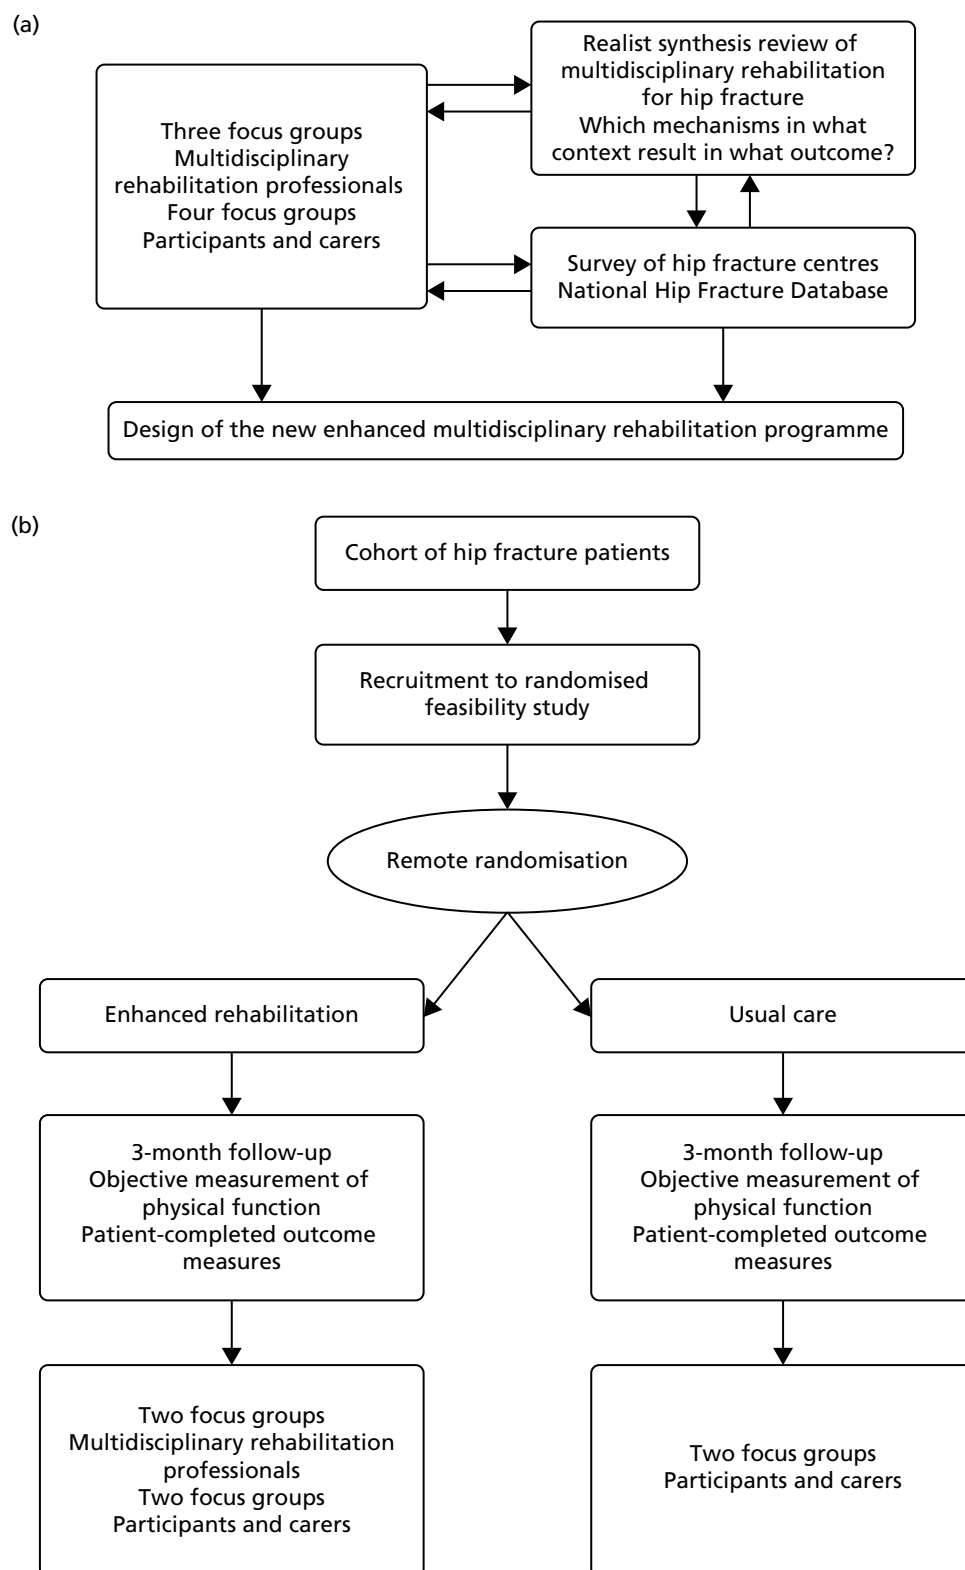 (a)
Three focus groups
Multidisciplinary
rehabilitation professionals
Four focus groups
Participants and carers
Realist synthesis review of
multidisciplinary rehabilitation
for hip fracture
Which mechanisms in what
context result in what outcome?
Survey of hip fracture centres
National Hip Fracture Database
Design of the new enhanced multidisciplinary rehabilitation programme
(b)
Cohort of hip fracture patients
Recruitment to randomised
feasibility study
Remote randomisation
Enhanced rehabilitation
Usual care
3-month follow-up
Objective measurement of
physical function
Patient-completed outcome
measures
3-month follow-up
Objective measurement of
physical function
Patient-completed outcome
measures
Two focus groups
Multidisciplinary rehabilitation
professionals
Two focus groups
Participants and carers
Two focus groups
Participants and carers